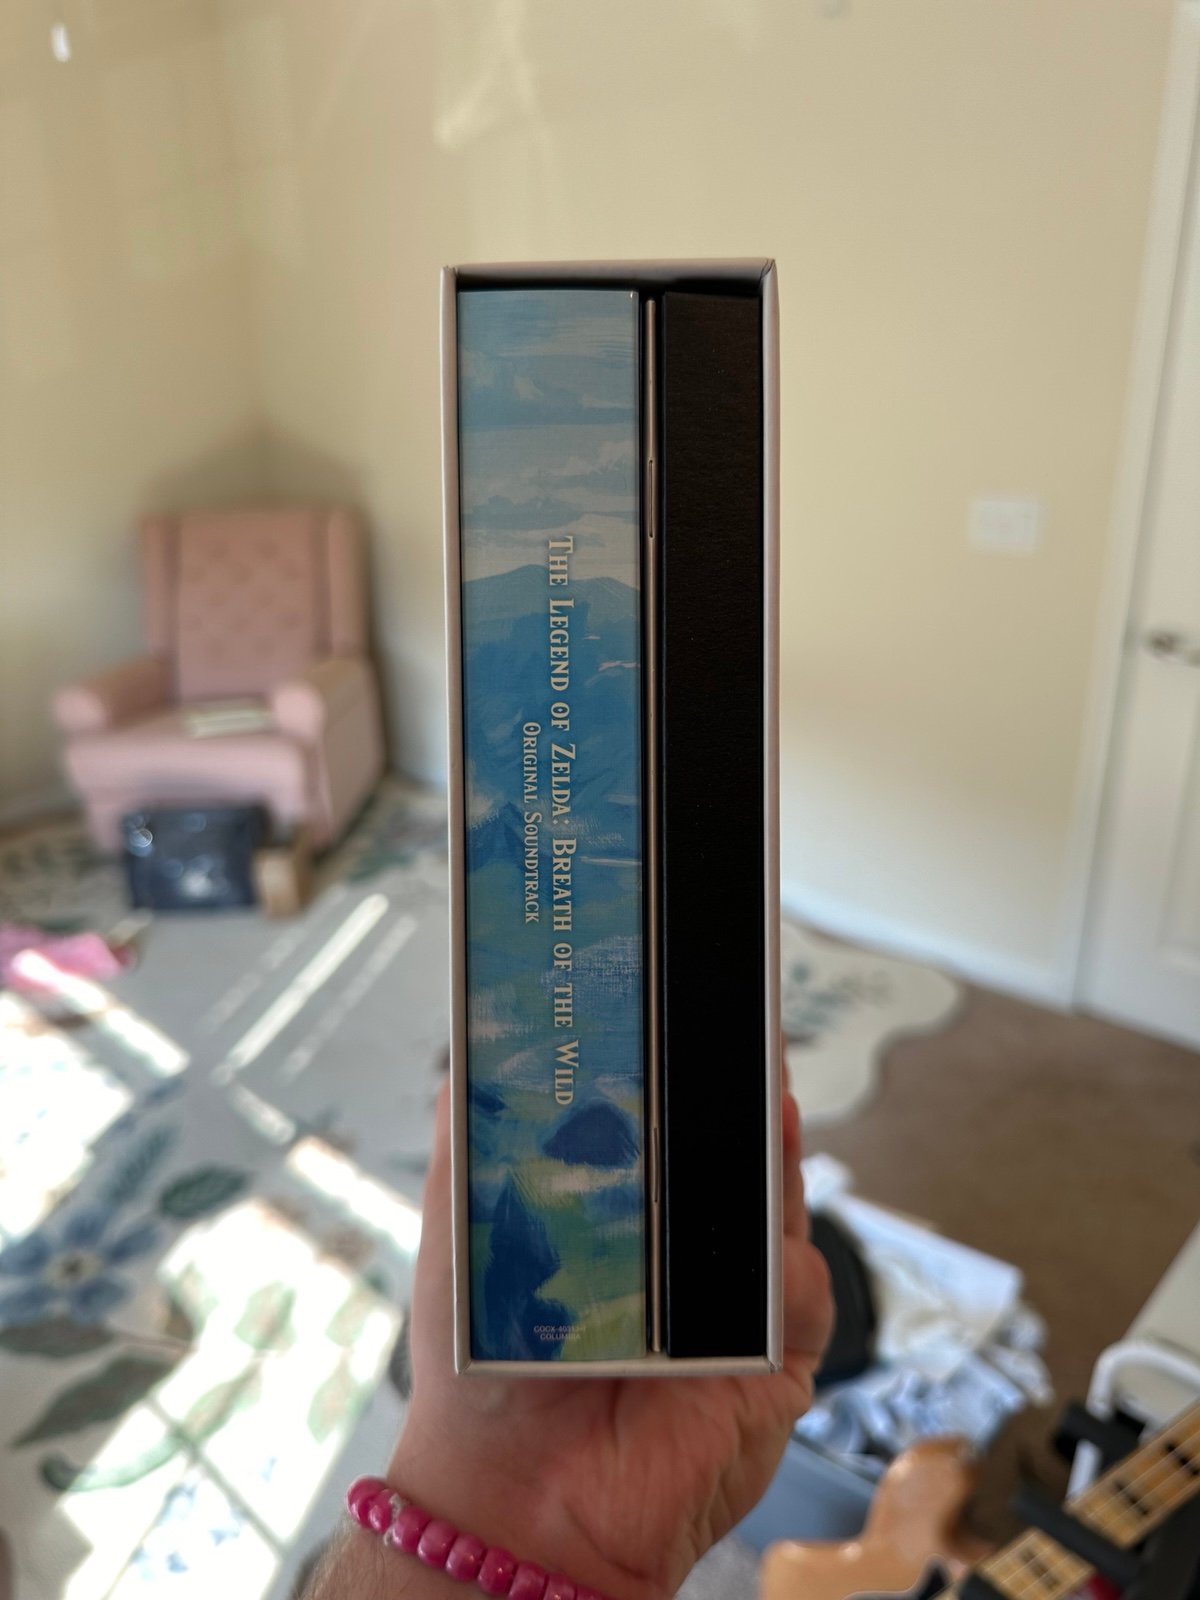 The Legend of Zelda: Breath of the Wild
Original Soundtrack
COLUMBIA